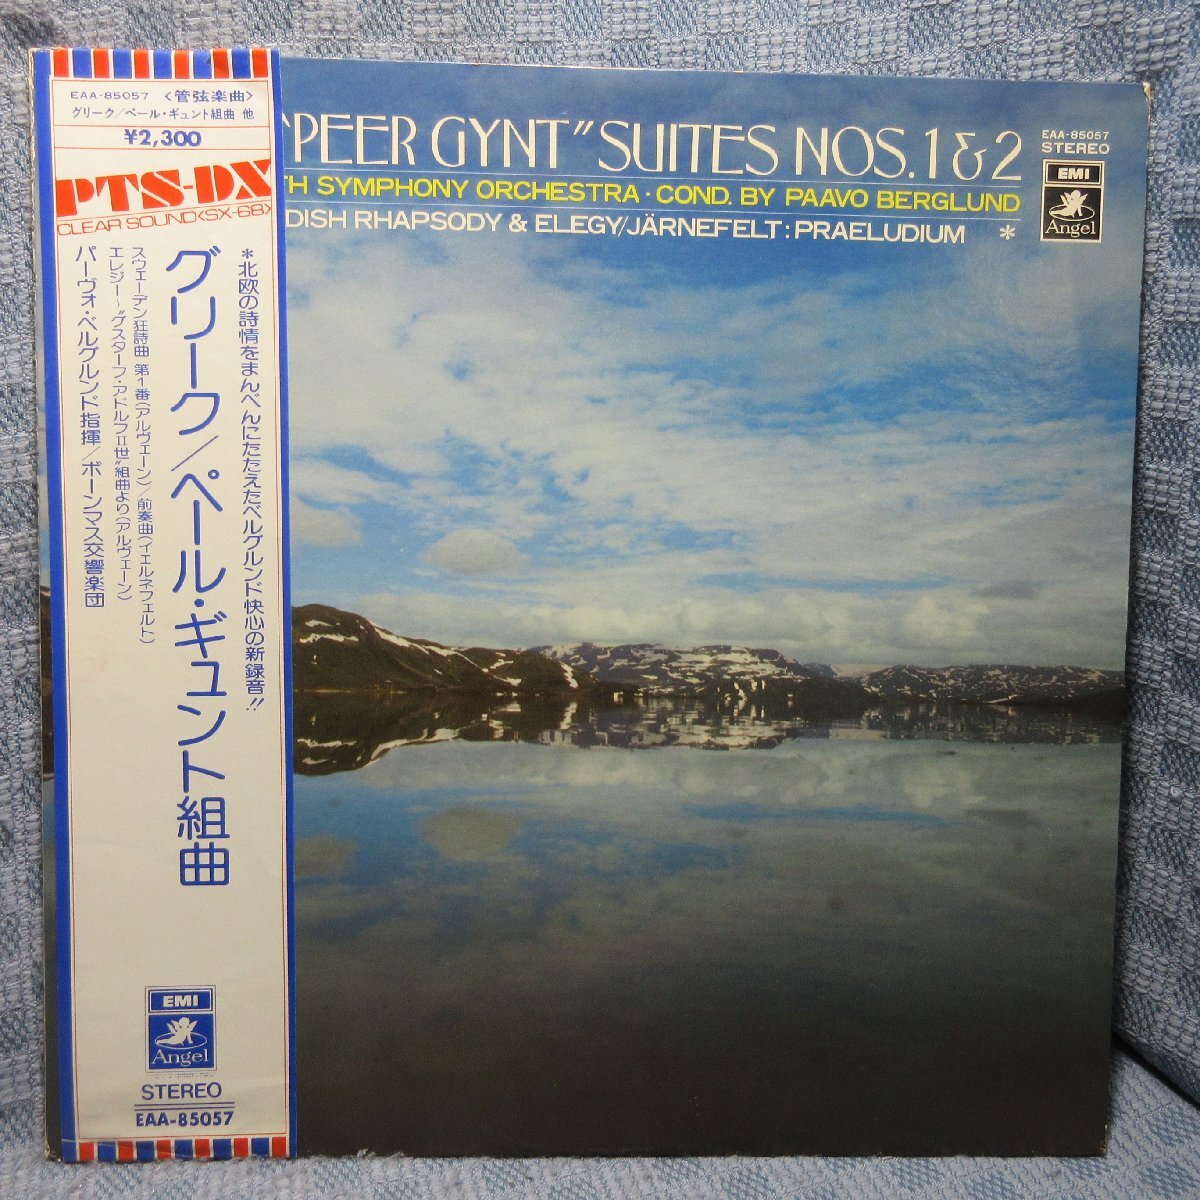 EAA-85057 〈管弦楽曲〉
グリーク/ペール・ギュント組曲 他
¥2,300
PTS-DX
CLEAR SOUND〈SX-68〉
*北欧の詩情をまんべんにたたえたベルグルンド快心の新録音!!
グリーク/ペール・ギュント組曲
スウェーデン狂詩曲 第1番(アルヴェーン)/前奏曲(イェルネフェルト)
エレジー〜“グスターフ・アドルフII世”組曲より(アルヴェーン)
パーヴォ・ベルグルンド指揮/ボーンマス交響楽団
EMI
Angel
STEREO
EAA-85057
“PEER GYNT” SUITES NOS. 1 & 2
TH SYMPHONY ORCHESTRA · COND. BY PAAVO BERGLUND
DISH RHAPSODY & ELEGY/JÄRNEFELT : PRAELUDIUM *
EAA-85057
STEREO
EMI
Angel